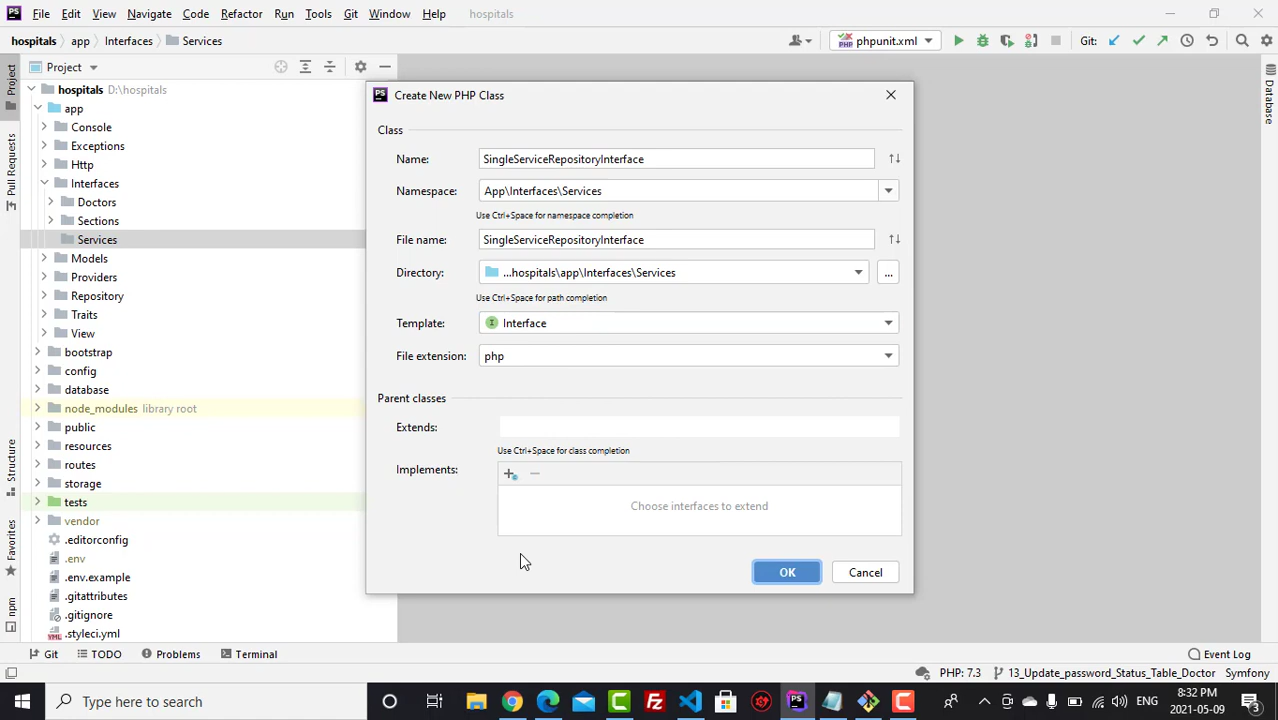 File Edit View Navigate Code Refactor Run Tools Git Window Help hospitals
hospitals app Interfaces Services phpunit.xml Git:
Project
Project
Pull Requests
Structure
Favorites
npm
Database
hospitals D:\hospitals
app
Console
Exceptions
Http
Interfaces
Doctors
Sections
Services
Models
Providers
Repository
Traits
View
bootstrap
config
database
node_modules library root
public
resources
routes
storage
tests
vendor
.editorconfig
.env
.env.example
.gitattributes
.gitignore
.styleci.yml
Create New PHP Class
Class
Name: SingleServiceRepositoryInterface
Namespace: App\Interfaces\Services
Use Ctrl+Space for namespace completion
File name: SingleServiceRepositoryInterface
Directory: ...hospitals\app\Interfaces\Services ...
Use Ctrl+Space for path completion
Template: Interface
File extension: php
Parent classes
Extends:
Use Ctrl+Space for class completion
Implements:
Choose interfaces to extend
OK Cancel
Git TODO Problems Terminal Event Log
PHP: 7.3 13_Update_password_Status_Table_Doctor Symfony
Type here to search
ENG
8:32 PM
2021-05-09